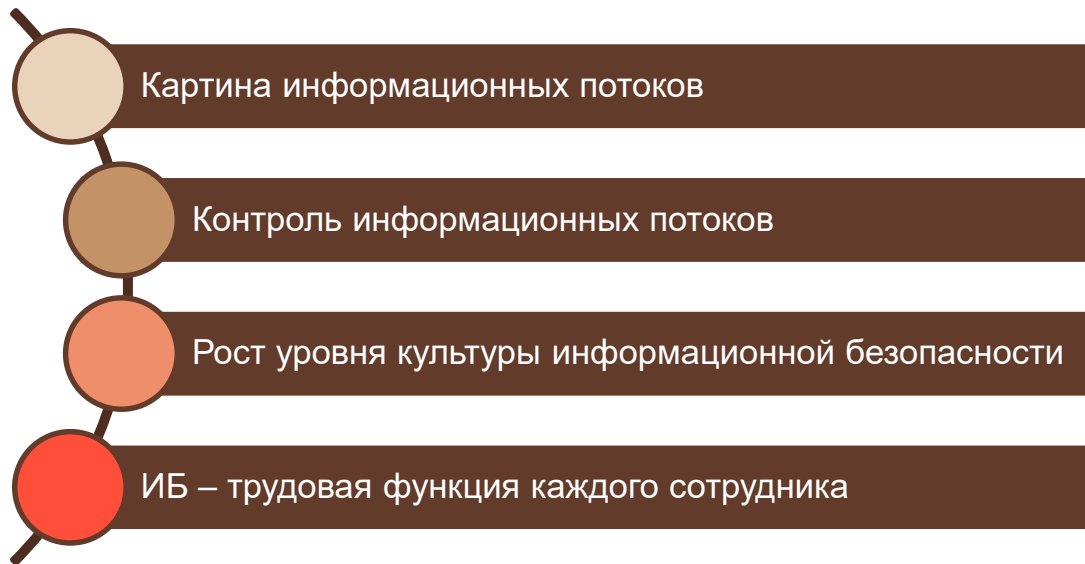 Картина информационных потоков
Контроль информационных потоков
Рост уровня культуры информационной безопасности
ИБ – трудовая функция каждого сотрудника